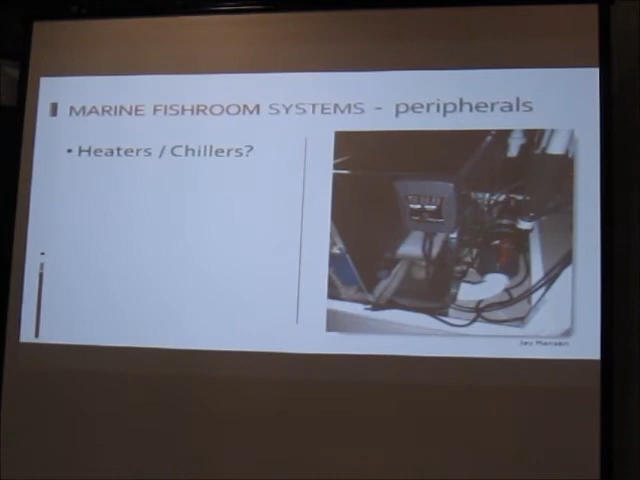 MARINE FISHROOM SYSTEMS - peripherals
• Heaters / Chillers?